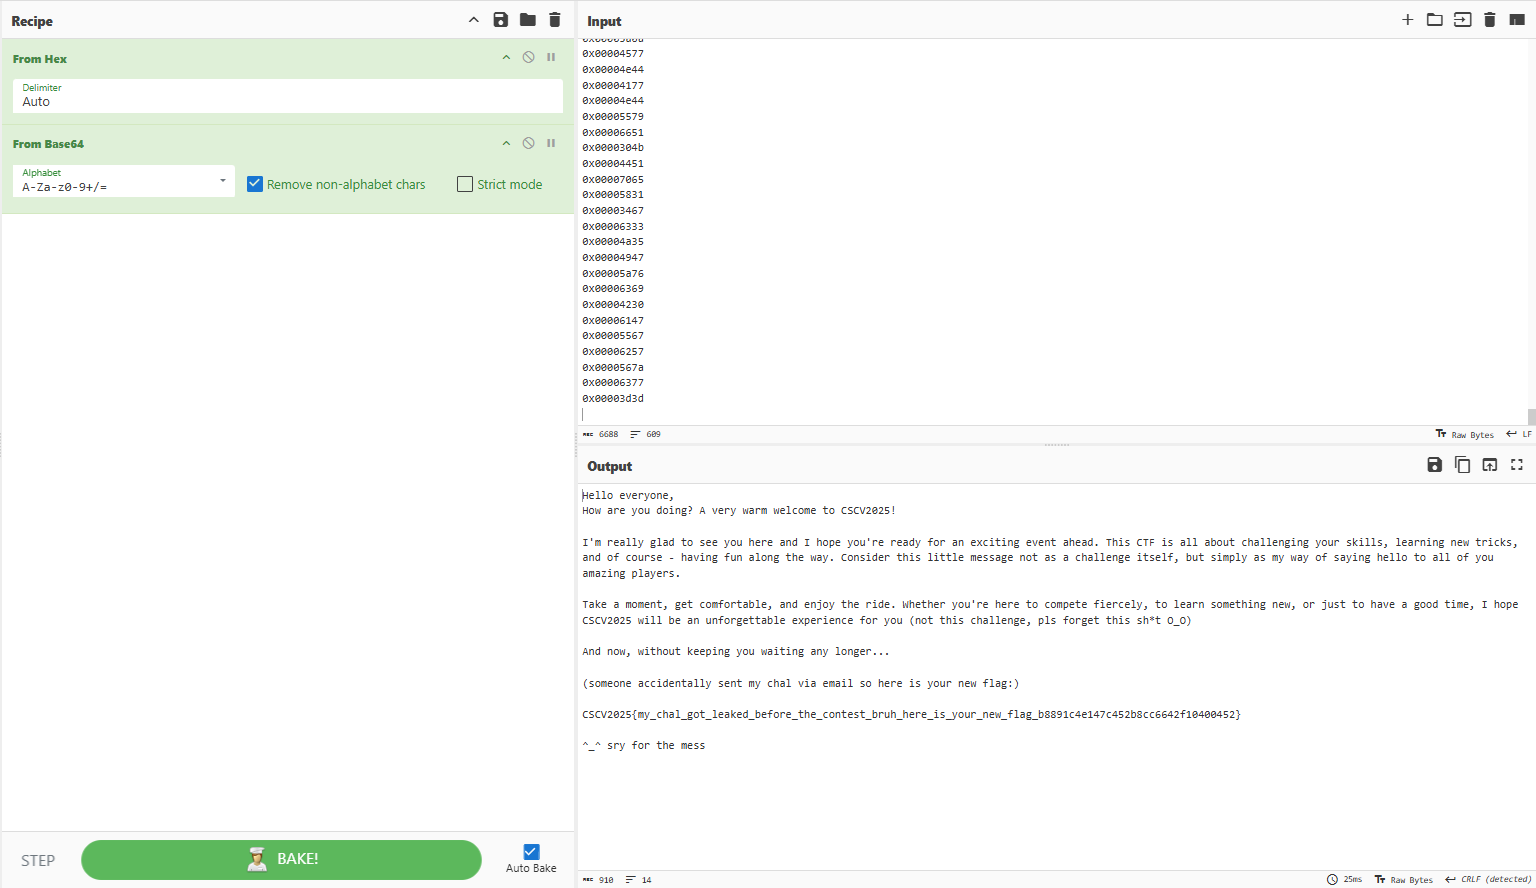 Recipe
From Hex
Delimiter
Auto
From Base64
Alphabet
A-Za-z0-9+/=
Remove non-alphabet chars
Strict mode
STEP
BAKE!
Auto Bake
Input
0x00004577
0x00004e44
0x00004177
0x00004e44
0x00005579
0x00006651
0x0000304b
0x00004451
0x00007065
0x00005831
0x00003467
0x00006333
0x00004a35
0x00004947
0x00005a76
0x00006369
0x00004230
0x00006147
0x00005567
0x00006257
0x0000567a
0x00006377
0x00003d3d
REC 6688 609
Raw Bytes LF
Output
Hello everyone,
How are you doing? A very warm welcome to CSCV2025!
I'm really glad to see you here and I hope you're ready for an exciting event ahead. This CTF is all about challenging your skills, learning new tricks,
and of course - having fun along the way. Consider this little message not as a challenge itself, but simply as my way of saying hello to all of you
amazing players.
Take a moment, get comfortable, and enjoy the ride. Whether you're here to compete fiercely, to learn something new, or just to have a good time, I hope
CSCV2025 will be an unforgettable experience for you (not this challenge, pls forget this sh*t O_O)
And now, without keeping you waiting any longer...
(someone accidentally sent my chal via email so here is your new flag:)
CSCV2025{my_chal_got_leaked_before_the_contest_bruh_here_is_your_new_flag_b8891c4e147c452b8cc6642f10400452}
^_^ sry for the mess
REC 910 14
25ms Raw Bytes CRLF (detected)